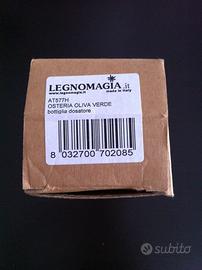 LEGNOMAGIA.it
www.legnomagia.it made in Italy
AT577H
OSTERIA OLIVA VERDE
bottiglia dosatore
8 032700 702085
subito